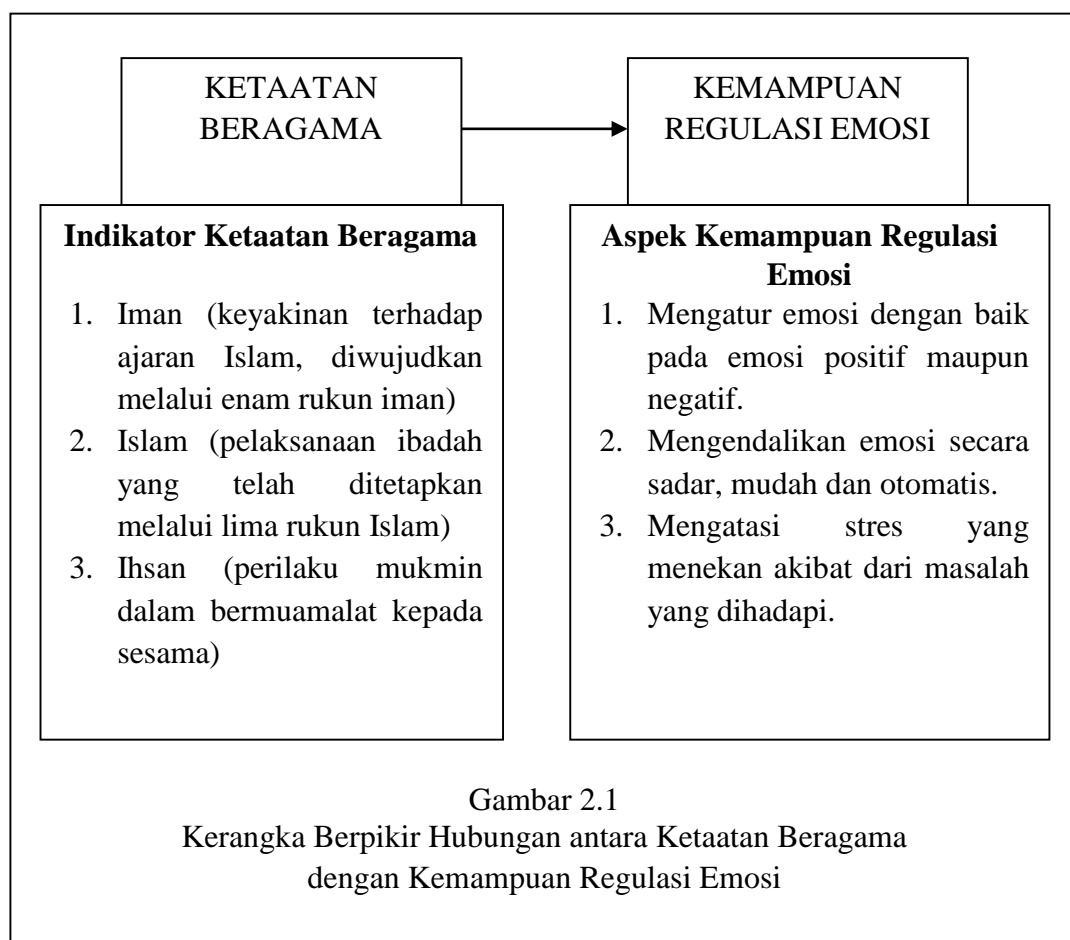 KETAATAN
BERAGAMA
KEMAMPUAN
REGULASI EMOSI
Indikator Ketaatan Beragama
1. Iman (keyakinan terhadap
ajaran Islam, diwujudkan
melalui enam rukun iman)
2. Islam (pelaksanaan ibadah
yang telah ditetapkan
melalui lima rukun Islam)
3. Ihsan (perilaku mukmin
dalam bermuamalat kepada
sesama)
Aspek Kemampuan Regulasi
Emosi
1. Mengatur emosi dengan baik
pada emosi positif maupun
negatif.
2. Mengendalikan emosi secara
sadar, mudah dan otomatis.
3. Mengatasi stres yang
menekan akibat dari masalah
yang dihadapi.
Gambar 2.1
Kerangka Berpikir Hubungan antara Ketaatan Beragama
dengan Kemampuan Regulasi Emosi